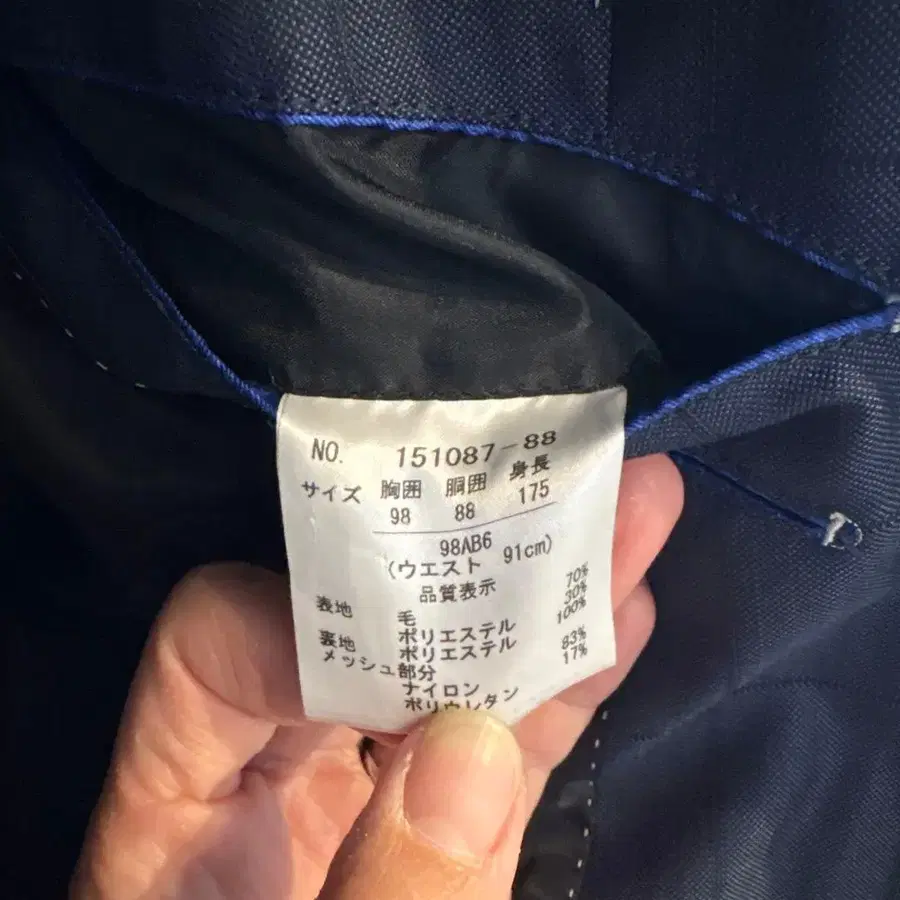 NO. 151087-88
サイズ 胸囲 胴囲 身長
98 88 175
98AB6
(ウエスト 91cm)
品質表示
表地 毛 70%
ポリエステル 30%
裏地 ポリエステル 100%
メッシュ部分
ナイロン 83%
ポリウレタン 17%